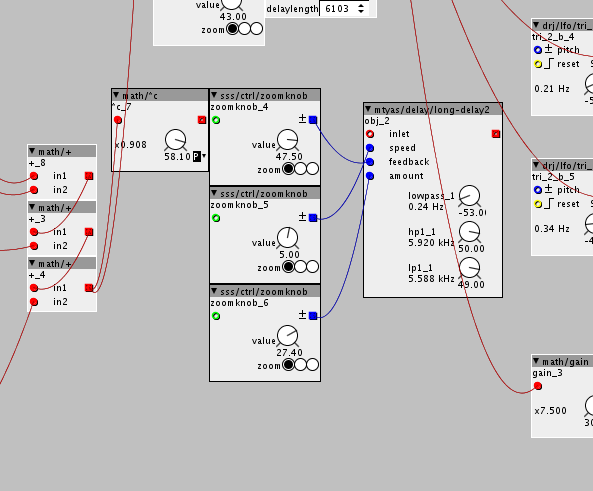 value
43.00
zoom
delaylength 6103
drj/lfo/tri_
tri_2_b_4
± pitch
reset
0.21 Hz
math/*c
*c_7
x0.908
58.10 P
sss/ctrl/zoomknob
zoomknob_4
±
value
47.50
zoom
mtyas/delay/long-delay2
obj_2
inlet
speed
feedback
amount
lowpass_1
0.24 Hz
-53.00
hp1_1
5.920 kHz
50.00
lp1_1
5.588 kHz
49.00
math/+
+_8
in1
in2
math/+
+_3
in1
in2
math/+
+_4
in1
in2
sss/ctrl/zoomknob
zoomknob_5
±
value
5.00
zoom
drj/lfo/tri_
tri_2_b_5
± pitch
reset
0.34 Hz
sss/ctrl/zoomknob
zoomknob_6
±
value
27.40
zoom
math/gain
gain_3
x7.500